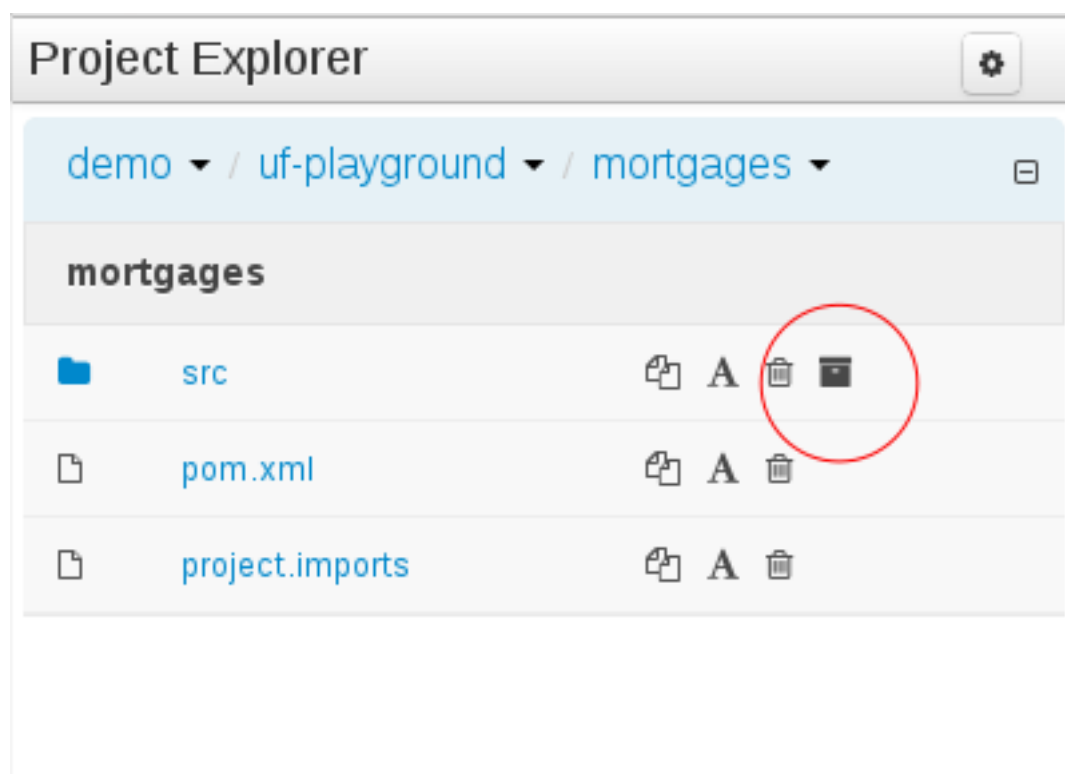 Project Explorer
demo / uf-playground / mortgages
mortgages
src
pom.xml
project.imports